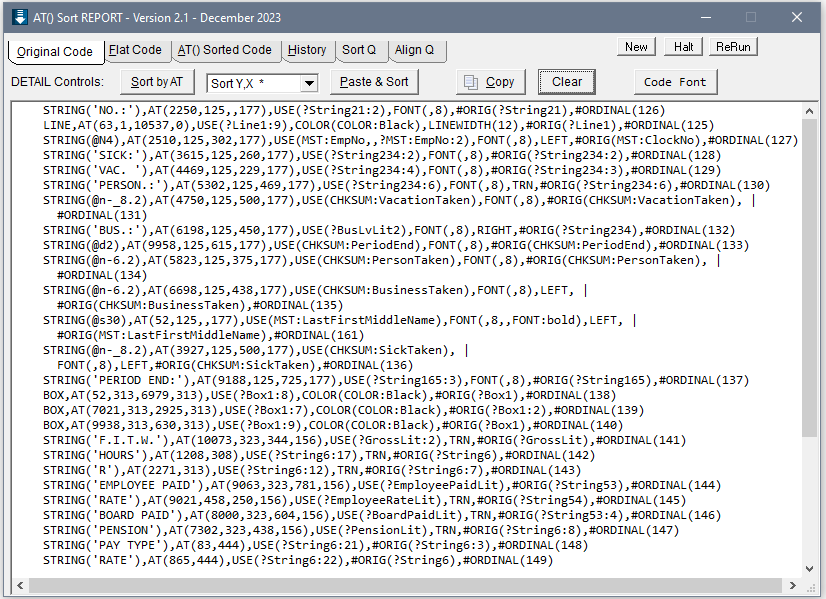 AT() Sort REPORT - Version 2.1 - December 2023
New Halt ReRun
Original Code Flat Code AT() Sorted Code History Sort Q Align Q
DETAIL Controls: Sort by AT Sort Y,X * Paste & Sort Copy Clear Code Font
STRING('NO.:'),AT(2250,125,,177),USE(?String21:2),FONT(,8),#ORIG(?String21),#ORDINAL(126)
LINE,AT(63,1,10537,0),USE(?Line1:9),COLOR(COLOR:Black),LINEWIDTH(12),#ORIG(?Line1),#ORDINAL(125)
STRING(@N4),AT(2510,125,302,177),USE(MST:EmpNo,,?MST:EmpNo:2),FONT(,8),LEFT,#ORIG(MST:ClockNo),#ORDINAL(127)
STRING('SICK:'),AT(3615,125,260,177),USE(?String234:2),FONT(,8),#ORIG(?String234:2),#ORDINAL(128)
STRING('VAC. '),AT(4469,125,229,177),USE(?String234:4),FONT(,8),#ORIG(?String234:3),#ORDINAL(129)
STRING('PERSON.:'),AT(5302,125,469,177),USE(?String234:6),FONT(,8),TRN,#ORIG(?String234:6),#ORDINAL(130)
STRING(@n-_8.2),AT(4750,125,500,177),USE(CHKSUM:VacationTaken),FONT(,8),#ORIG(CHKSUM:VacationTaken), |
#ORDINAL(131)
STRING('BUS.:'),AT(6198,125,450,177),USE(?BusLvLit2),FONT(,8),RIGHT,#ORIG(?String234),#ORDINAL(132)
STRING(@d2),AT(9958,125,615,177),USE(CHKSUM:PeriodEnd),FONT(,8),#ORIG(CHKSUM:PeriodEnd),#ORDINAL(133)
STRING(@n-6.2),AT(5823,125,375,177),USE(CHKSUM:PersonTaken),FONT(,8),#ORIG(CHKSUM:PersonTaken), |
#ORDINAL(134)
STRING(@n-6.2),AT(6698,125,438,177),USE(CHKSUM:BusinessTaken),FONT(,8),LEFT, |
#ORIG(CHKSUM:BusinessTaken),#ORDINAL(135)
STRING(@s30),AT(52,125,,177),USE(MST:LastFirstMiddleName),FONT(,8,,FONT:bold),LEFT, |
#ORIG(MST:LastFirstMiddleName),#ORDINAL(161)
STRING(@n-_8.2),AT(3927,125,500,177),USE(CHKSUM:SickTaken), |
FONT(,8),LEFT,#ORIG(CHKSUM:SickTaken),#ORDINAL(136)
STRING('PERIOD END:'),AT(9188,125,725,177),USE(?String165:3),FONT(,8),#ORIG(?String165),#ORDINAL(137)
BOX,AT(52,313,6979,313),USE(?Box1:8),COLOR(COLOR:Black),#ORIG(?Box1),#ORDINAL(138)
BOX,AT(7021,313,2925,313),USE(?Box1:7),COLOR(COLOR:Black),#ORIG(?Box1:2),#ORDINAL(139)
BOX,AT(9938,313,630,313),USE(?Box1:9),COLOR(COLOR:Black),#ORIG(?Box1),#ORDINAL(140)
STRING('F.I.T.W.'),AT(10073,323,344,156),USE(?GrossLit:2),TRN,#ORIG(?GrossLit),#ORDINAL(141)
STRING('HOURS'),AT(1208,308),USE(?String6:17),TRN,#ORIG(?String6),#ORDINAL(142)
STRING('R'),AT(2271,313),USE(?String6:12),TRN,#ORIG(?String6:7),#ORDINAL(143)
STRING('EMPLOYEE PAID'),AT(9063,323,781,156),USE(?EmployeePaidLit),#ORIG(?String53),#ORDINAL(144)
STRING('RATE'),AT(9021,458,250,156),USE(?EmployeeRateLit),TRN,#ORIG(?String54),#ORDINAL(145)
STRING('BOARD PAID'),AT(8000,323,604,156),USE(?BoardPaidLit),TRN,#ORIG(?String53:4),#ORDINAL(146)
STRING('PENSION'),AT(7302,323,438,156),USE(?PensionLit),TRN,#ORIG(?String6:8),#ORDINAL(147)
STRING('PAY TYPE'),AT(83,444),USE(?String6:21),#ORIG(?String6:3),#ORDINAL(148)
STRING('RATE'),AT(865,444),USE(?String6:22),#ORIG(?String6),#ORDINAL(149)